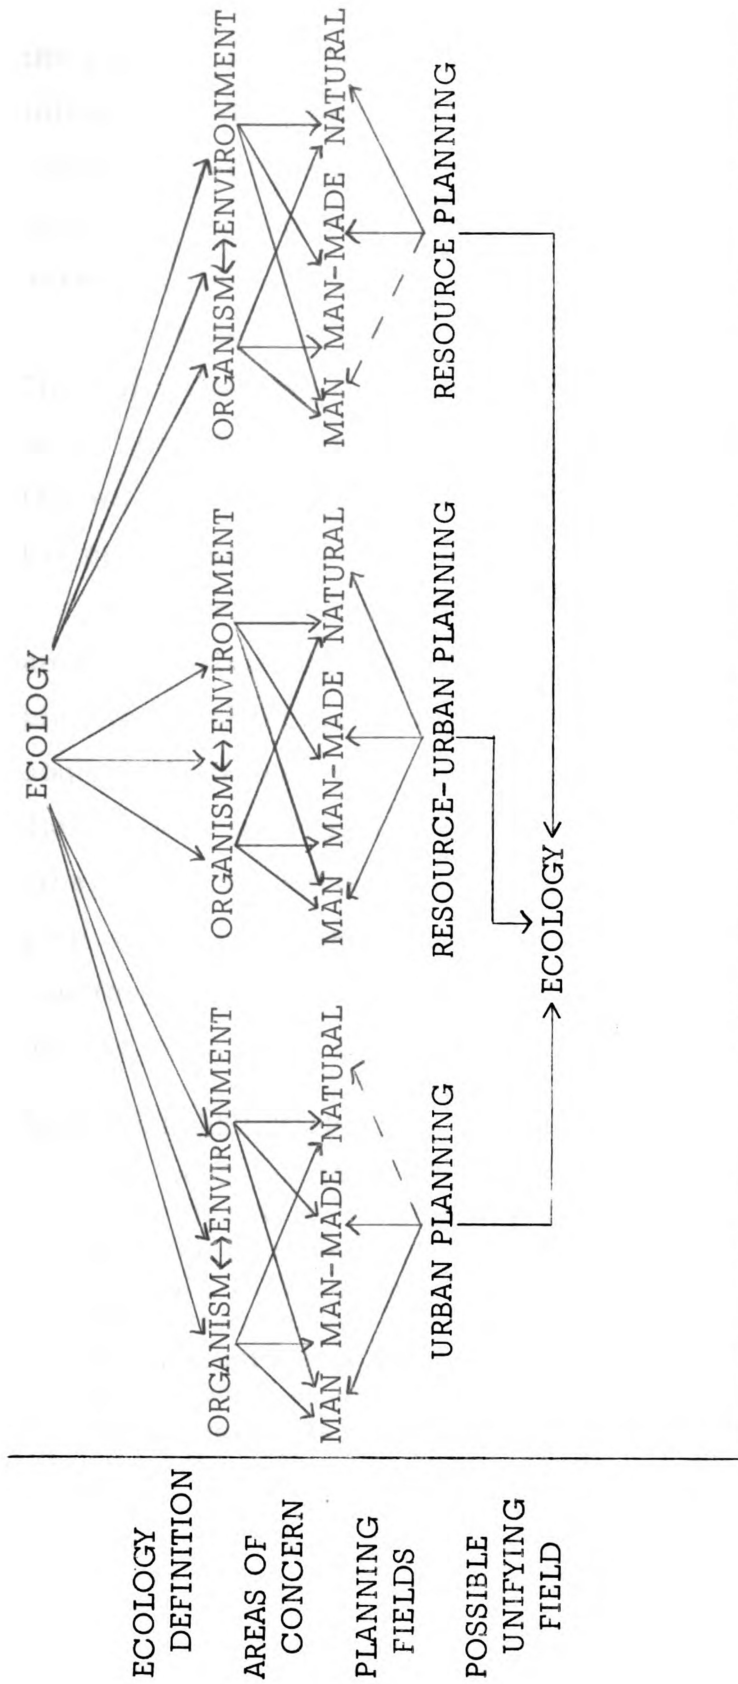 ECOLOGY
ECOLOGY DEFINITION
ORGANISM↔ENVIRONMENT ORGANISM↔ENVIRONMENT ORGANISM↔ENVIRONMENT
AREAS OF CONCERN
MAN MAN-MADE NATURAL MAN MAN-MADE NATURAL MAN MAN-MADE NATURAL
PLANNING FIELDS
URBAN PLANNING RESOURCE-URBAN PLANNING RESOURCE PLANNING
POSSIBLE UNIFYING FIELD
ECOLOGY